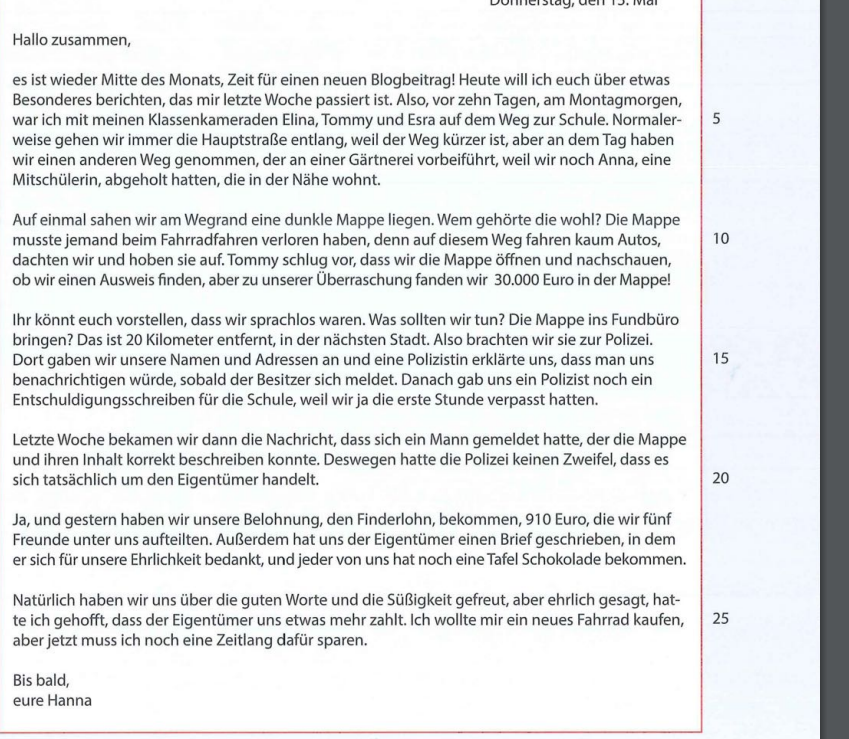 Donnerstag, den 15. Mai
Hallo zusammen,
es ist wieder Mitte des Monats, Zeit für einen neuen Blogbeitrag! Heute will ich euch über etwas
Besonderes berichten, das mir letzte Woche passiert ist. Also, vor zehn Tagen, am Montagmorgen,
war ich mit meinen Klassenkameraden Elina, Tommy und Esra auf dem Weg zur Schule. Normaler- 5
weise gehen wir immer die Hauptstraße entlang, weil der Weg kürzer ist, aber an dem Tag haben
wir einen anderen Weg genommen, der an einer Gärtnerei vorbeiführt, weil wir noch Anna, eine
Mitschülerin, abgeholt hatten, die in der Nähe wohnt.
Auf einmal sahen wir am Wegrand eine dunkle Mappe liegen. Wem gehörte die wohl? Die Mappe
musste jemand beim Fahrradfahren verloren haben, denn auf diesem Weg fahren kaum Autos, 10
dachten wir und hoben sie auf. Tommy schlug vor, dass wir die Mappe öffnen und nachschauen,
ob wir einen Ausweis finden, aber zu unserer Überraschung fanden wir 30.000 Euro in der Mappe!
Ihr könnt euch vorstellen, dass wir sprachlos waren. Was sollten wir tun? Die Mappe ins Fundbüro
bringen? Das ist 20 Kilometer entfernt, in der nächsten Stadt. Also brachten wir sie zur Polizei.
Dort gaben wir unsere Namen und Adressen an und eine Polizistin erklärte uns, dass man uns 15
benachrichtigen würde, sobald der Besitzer sich meldet. Danach gab uns ein Polizist noch ein
Entschuldigungsschreiben für die Schule, weil wir ja die erste Stunde verpasst hatten.
Letzte Woche bekamen wir dann die Nachricht, dass sich ein Mann gemeldet hatte, der die Mappe
und ihren Inhalt korrekt beschreiben konnte. Deswegen hatte die Polizei keinen Zweifel, dass es
sich tatsächlich um den Eigentümer handelt. 20
Ja, und gestern haben wir unsere Belohnung, den Finderlohn, bekommen, 910 Euro, die wir fünf
Freunde unter uns aufteilten. Außerdem hat uns der Eigentümer einen Brief geschrieben, in dem
er sich für unsere Ehrlichkeit bedankt, und jeder von uns hat noch eine Tafel Schokolade bekommen.
Natürlich haben wir uns über die guten Worte und die Süßigkeit gefreut, aber ehrlich gesagt, hat-
te ich gehofft, dass der Eigentümer uns etwas mehr zahlt. Ich wollte mir ein neues Fahrrad kaufen, 25
aber jetzt muss ich noch eine Zeitlang dafür sparen.
Bis bald,
eure Hanna